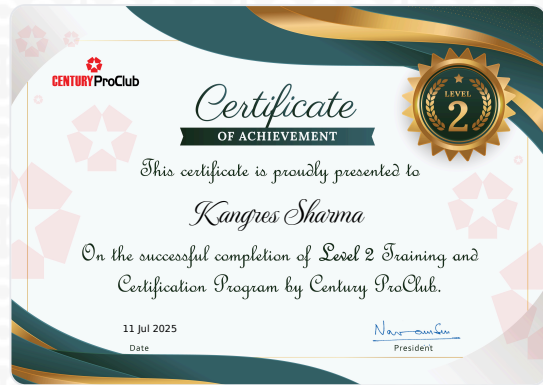 CENTURY ProClub
Certificate
OF ACHIEVEMENT
LEVEL
2
This certificate is proudly presented to
Kangres Sharma
On the successful completion of Level 2 Training and
Certification Program by Century ProClub.
11 Jul 2025
Date
President